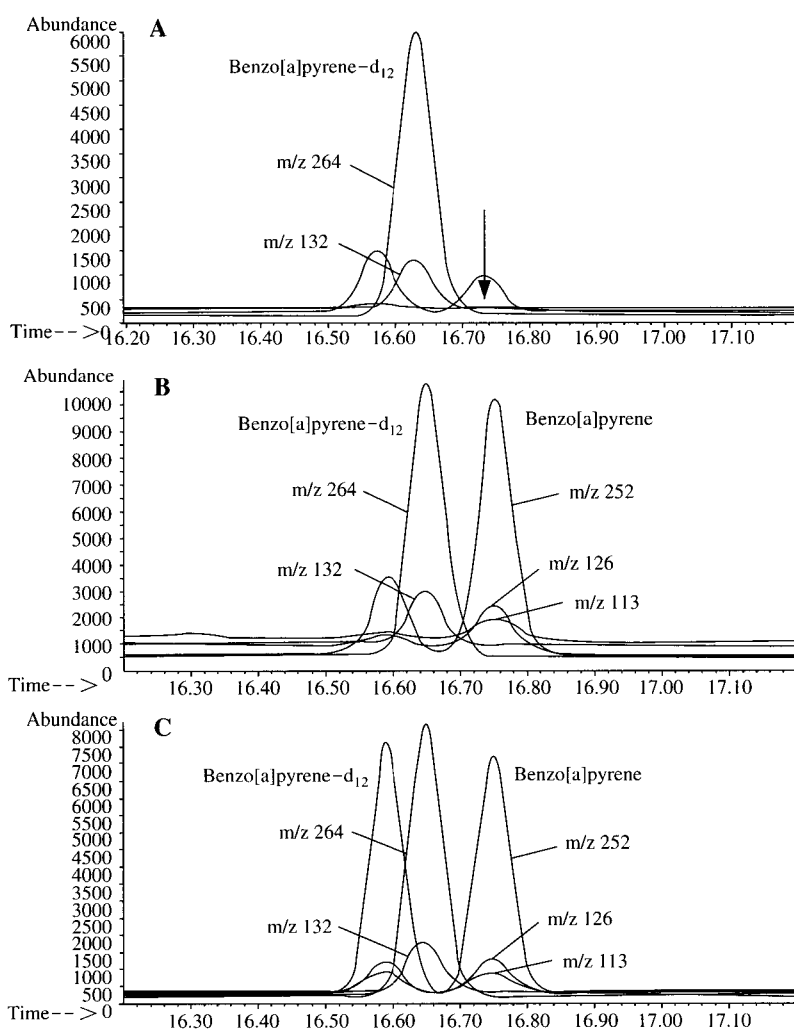 Abundance
A
6000
5500
5000
4500
4000
3500
3000
2500
2000
1500
1000
500
Time-->0
Benzo[a]pyrene-d12
m/z 264
m/z 132
16.20 16.30 16.40 16.50 16.60 16.70 16.80 16.90 17.00 17.10
Abundance
B
10000
9000
8000
7000
6000
5000
4000
3000
2000
1000
0
Time-->
Benzo[a]pyrene-d12
Benzo[a]pyrene
m/z 264
m/z 252
m/z 132
m/z 126
m/z 113
16.30 16.40 16.50 16.60 16.70 16.80 16.90 17.00 17.10
Abundance
C
8000
7500
7000
6500
6000
5500
5000
4500
4000
3500
3000
2500
2000
1500
1000
500
0
Time-->
Benzo[a]pyrene-d12
Benzo[a]pyrene
m/z 264
m/z 252
m/z 132
m/z 126
m/z 113
16.30 16.40 16.50 16.60 16.70 16.80 16.90 17.00 17.10